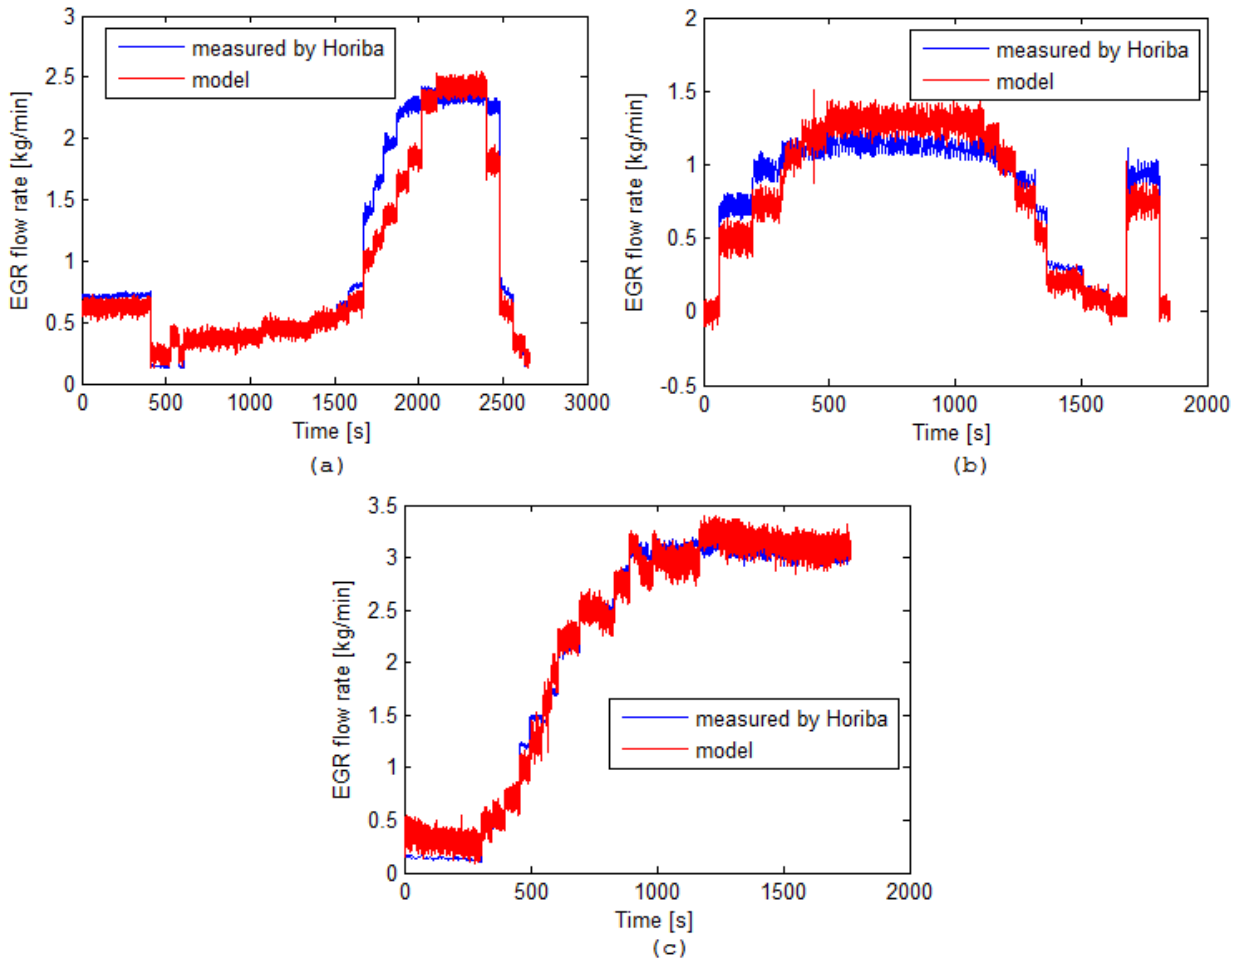 3
2.5
2
1.5
1
0.5
0
EGR flow rate [kg/min]
measured by Horiba
model
0 500 1000 1500 2000 2500 3000
Time [s]
(a)
2
1.5
1
0.5
0
-0.5
EGR flow rate [kg/min]
measured by Horiba
model
0 500 1000 1500 2000
Time [s]
(b)
3.5
3
2.5
2
1.5
1
0.5
0
EGR flow rate [kg/min]
measured by Horiba
model
0 500 1000 1500 2000
Time [s]
(c)